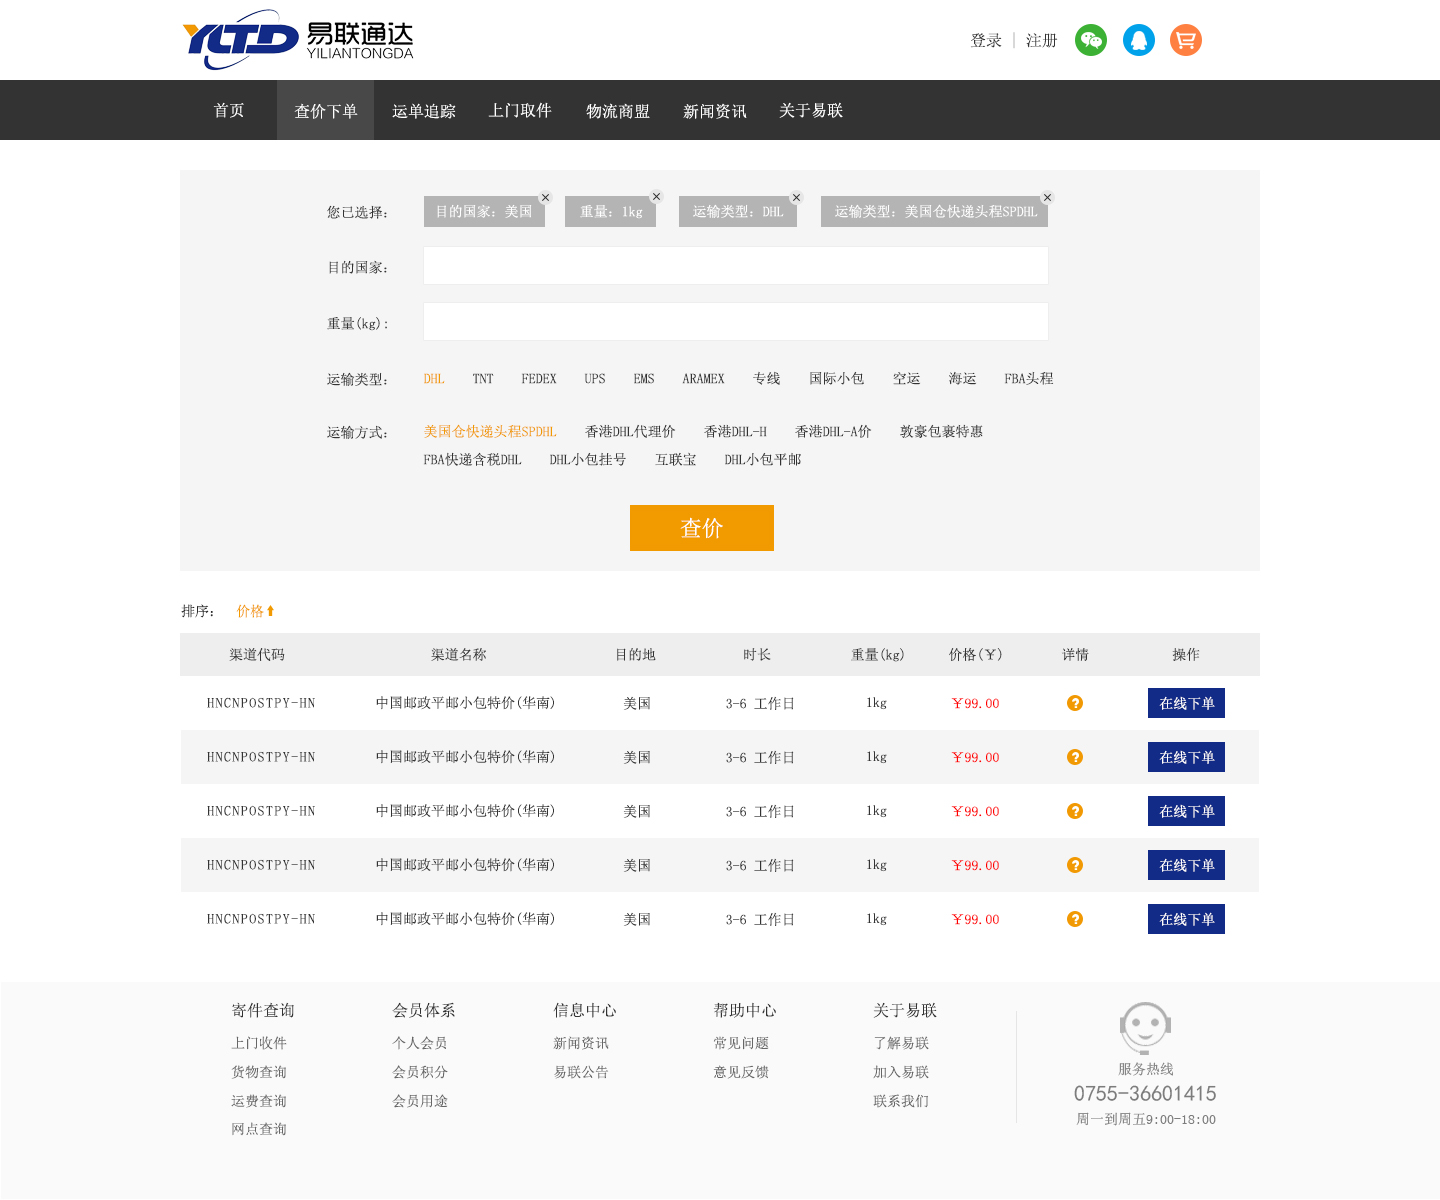 YLTD 易联通达 YILIANTONGDA
登录 | 注册
首页 查价下单 运单追踪 上门取件 物流商盟 新闻资讯 关于易联
您已选择: 目的国家: 美国 × 重量: 1kg × 运输类型: DHL × 运输类型: 美国仓快递头程SPDHL ×
目的国家:
重量(kg):
运输类型: DHL TNT FEDEX UPS EMS ARAMEX 专线 国际小包 空运 海运 FBA头程
运输方式: 美国仓快递头程SPDHL 香港DHL代理价 香港DHL-H 香港DHL-A价 敦豪包裹特惠
FBA快递含税DHL DHL小包挂号 互联宝 DHL小包平邮
查价
排序: 价格
渠道代码 渠道名称 目的地 时长 重量(kg) 价格(¥) 详情 操作
HNCNPOSTPY-HN 中国邮政平邮小包特价(华南) 美国 3-6 工作日 1kg ¥99.00 ? 在线下单
HNCNPOSTPY-HN 中国邮政平邮小包特价(华南) 美国 3-6 工作日 1kg ¥99.00 ? 在线下单
HNCNPOSTPY-HN 中国邮政平邮小包特价(华南) 美国 3-6 工作日 1kg ¥99.00 ? 在线下单
HNCNPOSTPY-HN 中国邮政平邮小包特价(华南) 美国 3-6 工作日 1kg ¥99.00 ? 在线下单
HNCNPOSTPY-HN 中国邮政平邮小包特价(华南) 美国 3-6 工作日 1kg ¥99.00 ? 在线下单
寄件查询
上门收件
货物查询
运费查询
网点查询
会员体系
个人会员
会员积分
会员用途
信息中心
新闻资讯
易联公告
帮助中心
常见问题
意见反馈
关于易联
了解易联
加入易联
联系我们
服务热线
0755-36601415
周一到周五9:00-18:00